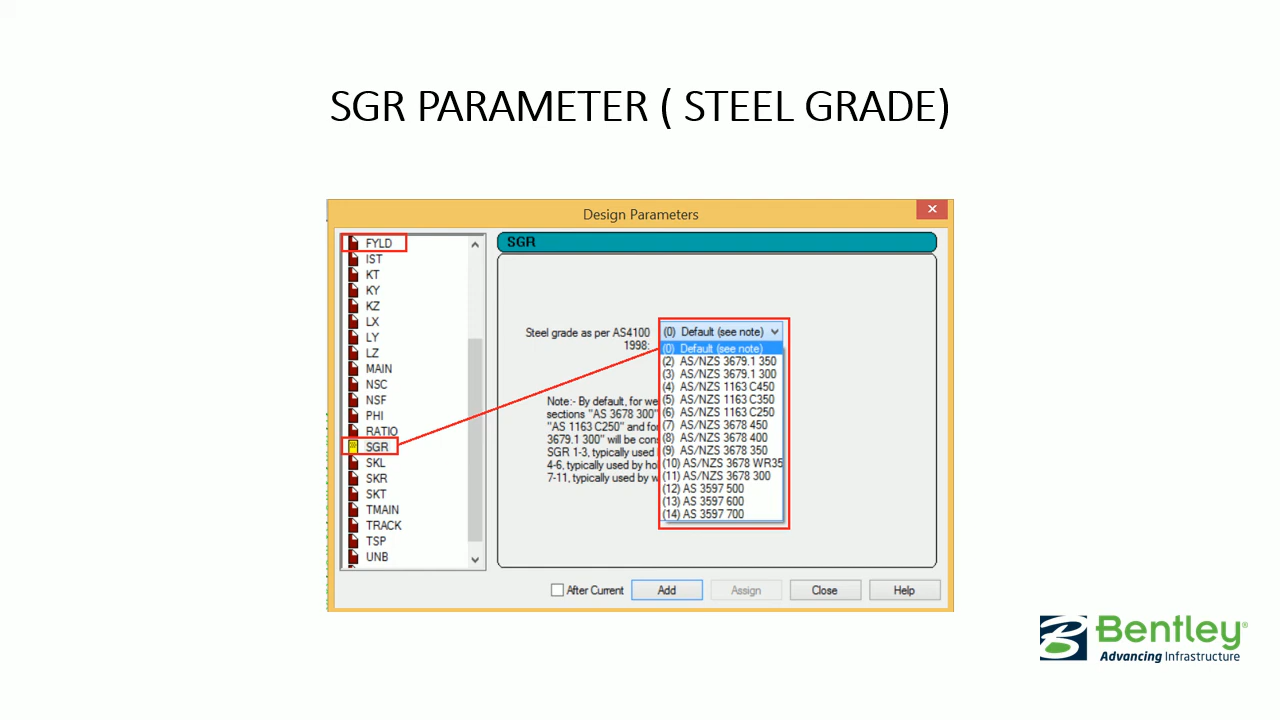 SGR PARAMETER ( STEEL GRADE)
Design Parameters
FYLD
IST
KT
KY
KZ
LX
LY
LZ
MAIN
NSC
NSF
PHI
RATIO
SGR
SKL
SKR
SKT
TMAIN
TRACK
TSP
UNB
SGR
Steel grade as per AS4100
1998:
(0) Default (see note)
(0) Default (see note)
(2) AS/NZS 3679.1 350
(3) AS/NZS 3679.1 300
(4) AS/NZS 1163 C450
(5) AS/NZS 1163 C350
(6) AS/NZS 1163 C250
(7) AS/NZS 3678 450
(8) AS/NZS 3678 400
(9) AS/NZS 3678 350
(10) AS/NZS 3678 WR35
(11) AS/NZS 3678 300
(12) AS 3597 500
(13) AS 3597 600
(14) AS 3597 700
Note:- By default, for we
sections "AS 3678 300"
"AS 1163 C250" and for
3679.1 300" will be cons
SGR 1-3, typically used
4-6, typically used by hol
7-11, typically used by w
After Current
Add
Assign
Close
Help
Bentley®
Advancing Infrastructure